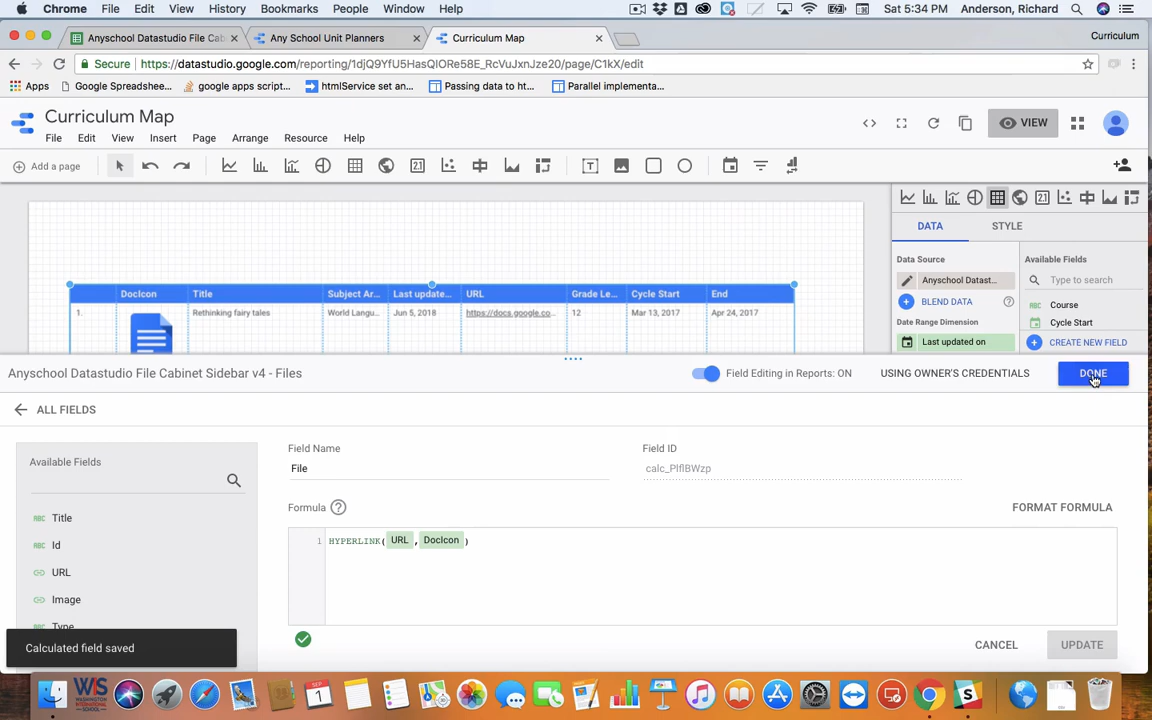 Chrome File Edit View History Bookmarks People Window Help Sat 5:34 PM Anderson, Richard
Anyschool Datastudio File Cab Any School Unit Planners Curriculum Map Curriculum
Secure https://datastudio.google.com/reporting/1djQ9YfU5HasQIORe58E_RcVuJxnJze20/page/C1kX/edit
Apps Google Spreadshee... google apps script... htmlService set an... Passing data to ht... Parallel implementa...
Curriculum Map
File Edit View Insert Page Arrange Resource Help
VIEW
Add a page
DATA STYLE
Data Source Available Fields
Anyschool Datast... Type to search
BLEND DATA Course
Date Range Dimension Cycle Start
Last updated on CREATE NEW FIELD
DocIcon Title Subject Ar... Last update... URL Grade Le... Cycle Start End
1. Rethinking fairy tales World Langu... Jun 5, 2018 https://docs.google.co... 12 Mar 13, 2017 Apr 24, 2017
Anyschool Datastudio File Cabinet Sidebar v4 - Files Field Editing in Reports: ON USING OWNER'S CREDENTIALS DONE
ALL FIELDS
Available Fields
Title
Id
URL
Image
Type
Field Name Field ID
File calc_PlflBWzp
Formula FORMAT FORMULA
1 HYPERLINK( URL , DocIcon )
CANCEL UPDATE
Calculated field saved
WIS
WASHINGTON
INTERNATIONAL
SCHOOL
SEP
1